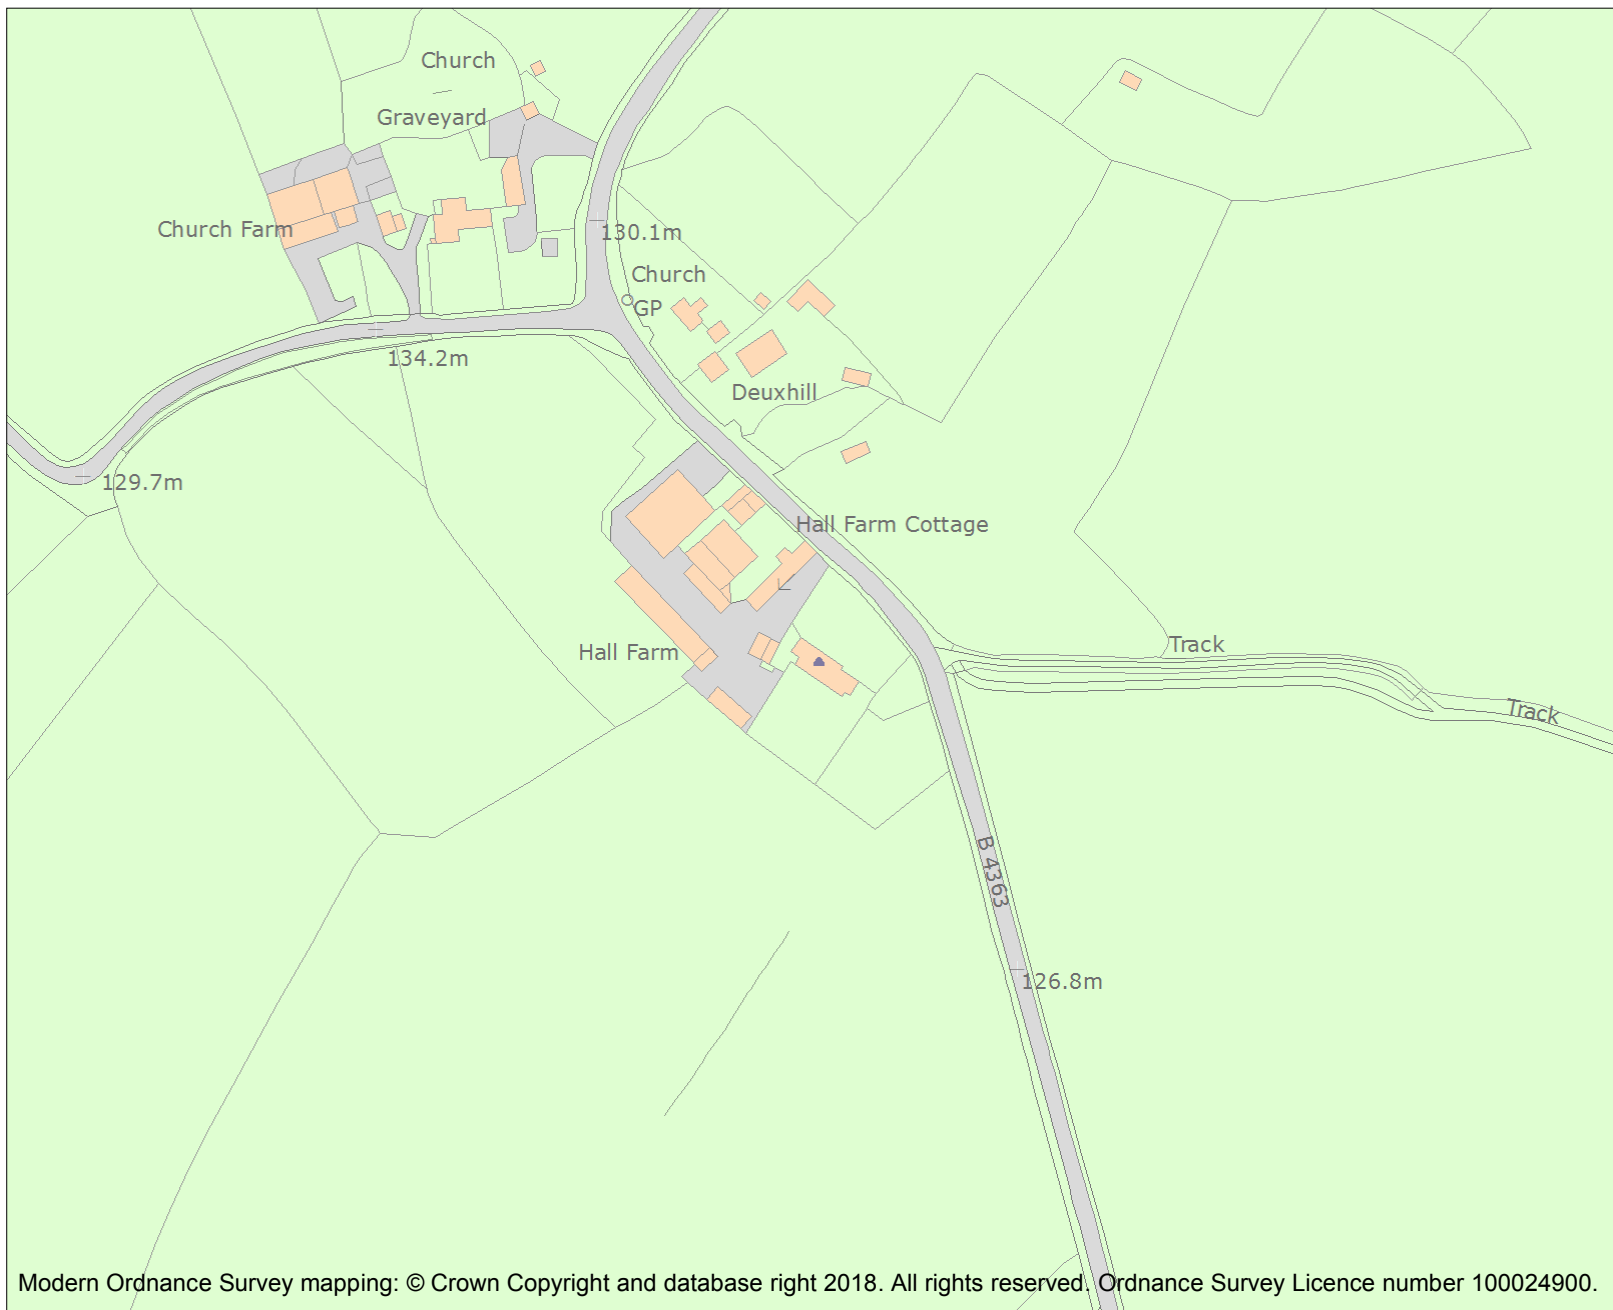 Church
Graveyard
Church Farm
130.1m
Church
GP
134.2m
Deuxhill
129.7m
Hall Farm Cottage
Hall Farm
Track
Track
B 4363
126.8m
Modern Ordnance Survey mapping: © Crown Copyright and database right 2018. All rights reserved. Ordnance Survey Licence number 100024900.